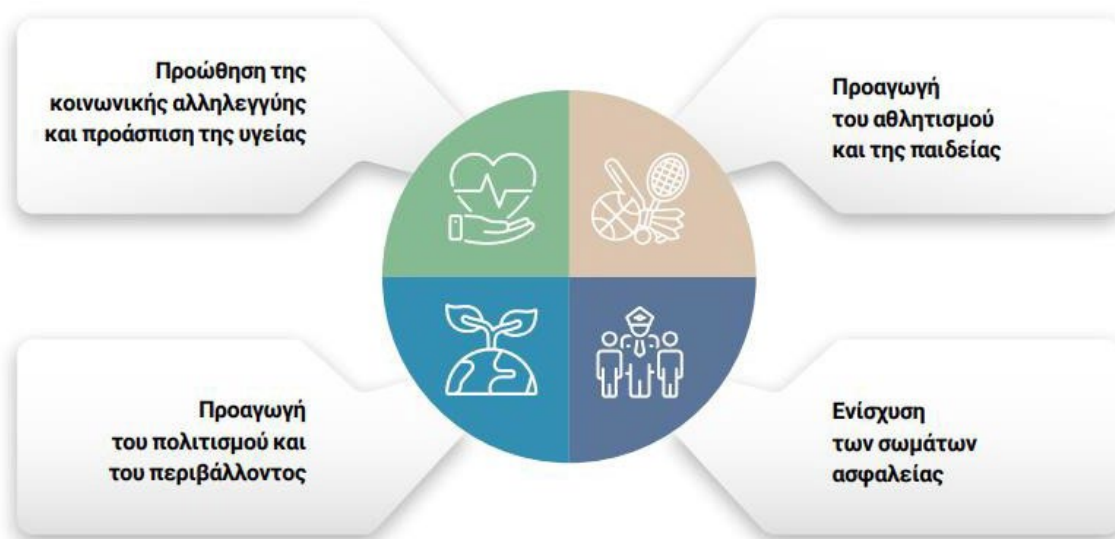 Προώθηση της
κοινωνικής αλληλεγγύης
και προάσπιση της υγείας
Προαγωγή
του αθλητισμού
και της παιδείας
Προαγωγή
του πολιτισμού και
του περιβάλλοντος
Ενίσχυση
των σωμάτων
ασφαλείας